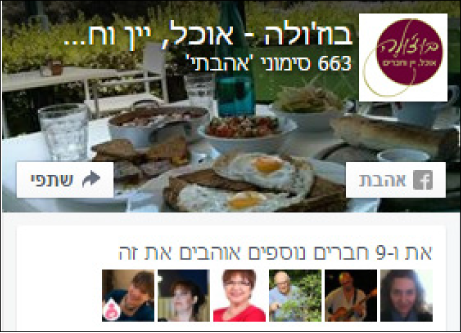 בוז'ולה - אוכל, יין וח...
663 סימוני 'אהבתי'
בוז'ולה
אוכל, יין וחברים
אהבת
שתפי
את ו-9 חברים נוספים אוהבים את זה